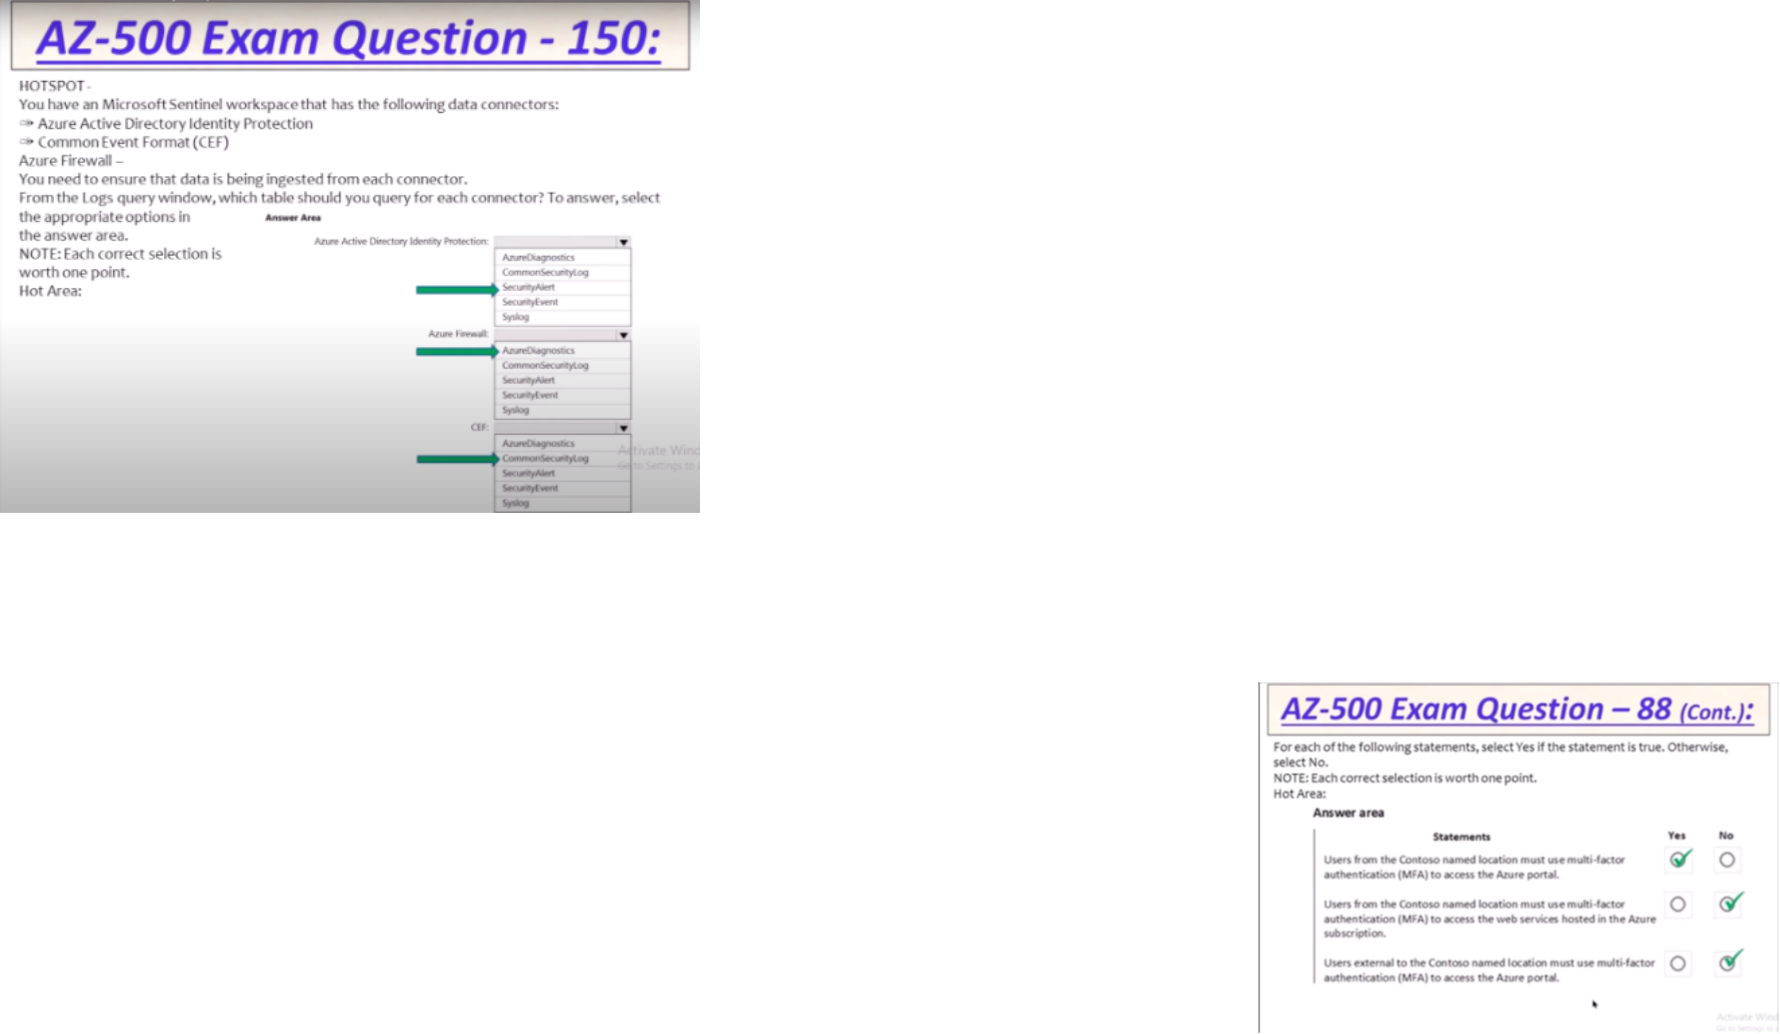 AZ-500 Exam Question - 150:
HOTSPOT -
You have an Microsoft Sentinel workspace that has the following data connectors:
Azure Active Directory Identity Protection
Common Event Format (CEF)
Azure Firewall –
You need to ensure that data is being ingested from each connector.
From the Logs query window, which table should you query for each connector? To answer, select
the appropriate options in
the answer area.
NOTE: Each correct selection is
worth one point.
Hot Area:
Answer Area
Azure Active Directory Identity Protection:
AzureDiagnostics
CommonSecurityLog
SecurityAlert
SecurityEvent
Syslog
Azure Firewall:
AzureDiagnostics
CommonSecurityLog
SecurityAlert
SecurityEvent
Syslog
CEF:
AzureDiagnostics
CommonSecurityLog
SecurityAlert
SecurityEvent
Syslog
Activate Wind
Go to Settings to
AZ-500 Exam Question – 88 (Cont.):
For each of the following statements, select Yes if the statement is true. Otherwise,
select No.
NOTE: Each correct selection is worth one point.
Hot Area:
Answer area
Statements Yes No
Users from the Contoso named location must use multi-factor
authentication (MFA) to access the Azure portal.
Users from the Contoso named location must use multi-factor
authentication (MFA) to access the web services hosted in the Azure
subscription.
Users external to the Contoso named location must use multi-factor
authentication (MFA) to access the Azure portal.
Activate Wind
Go to Settings to